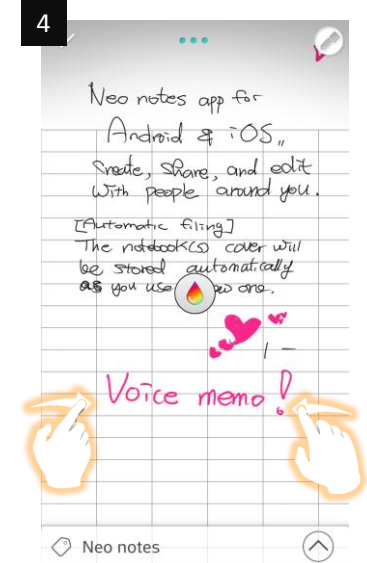 4
Neo notes app for
Android & iOS,,
Create, Share, and edit
with people around you.
[Automatic filing]
The notebook(s) cover will
be stored automatically
as you use new one.
Voice memo!
Neo notes